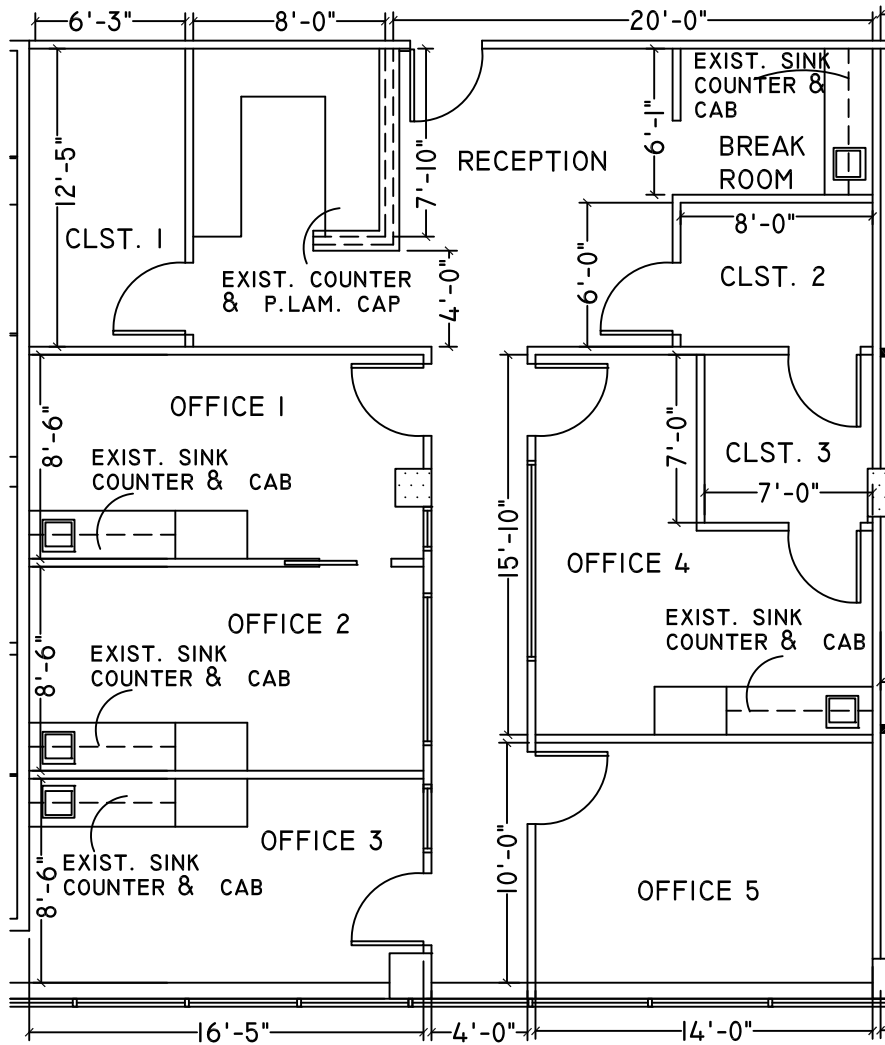 6'-3"
8'-0"
20'-0"
EXIST. SINK
COUNTER &
CAB
12'-5"
7'-10"
RECEPTION
6'-1"
BREAK
ROOM
CLST. 1
8'-0"
EXIST. COUNTER
& P.LAM. CAP
4'-0"
6'-0"
CLST. 2
OFFICE 1
8'-6"
EXIST. SINK
COUNTER & CAB
7'-0"
CLST. 3
7'-0"
15'-10"
OFFICE 4
OFFICE 2
8'-6"
EXIST. SINK
COUNTER & CAB
EXIST. SINK
COUNTER & CAB
OFFICE 3
8'-6"
EXIST. SINK
COUNTER & CAB
10'-0"
OFFICE 5
16'-5"
4'-0"
14'-0"